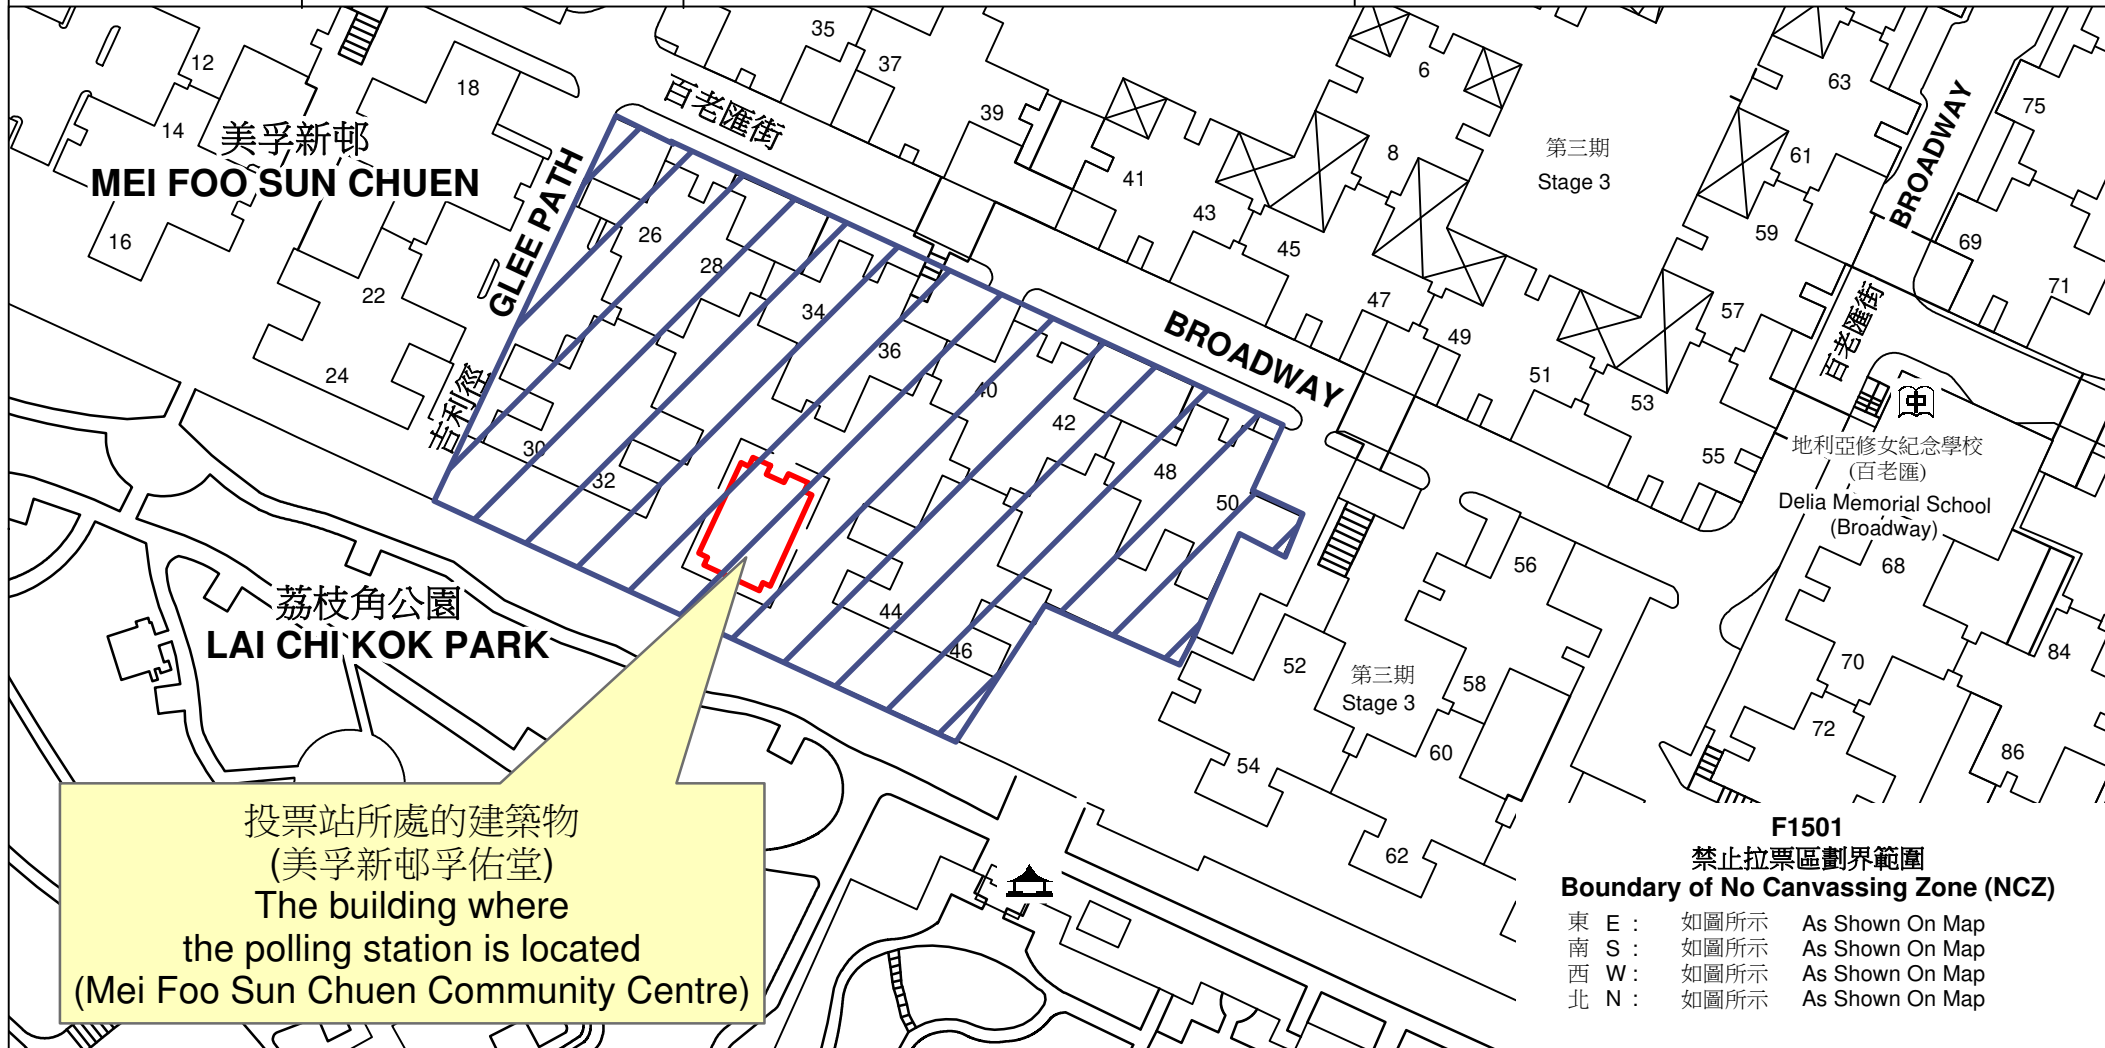 35
37
39
12
14
16
18
22
24
美孚新邨
MEI FOO SUN CHUEN
百老匯街
GLEE PATH
吉利徑
26
28
34
36
40
42
48
50
30
32
44
46
41
43
45
47
49
51
53
55
57
59
61
63
6
8
第三期
Stage 3
BROADWAY
BROADWAY
百老匯街
75
69
71
地利亞修女紀念學校
(百老匯)
Delia Memorial School
(Broadway)
68
70
72
84
86
56
58
60
52
54
62
第三期
Stage 3
荔枝角公園
LAI CHI KOK PARK
投票站所處的建築物
(美孚新邨孚佑堂)
The building where
the polling station is located
(Mei Foo Sun Chuen Community Centre)
F1501
禁止拉票區劃界範圍
Boundary of No Canvassing Zone (NCZ)
東 E : 如圖所示 As Shown On Map
南 S : 如圖所示 As Shown On Map
西 W : 如圖所示 As Shown On Map
北 N : 如圖所示 As Shown On Map
中